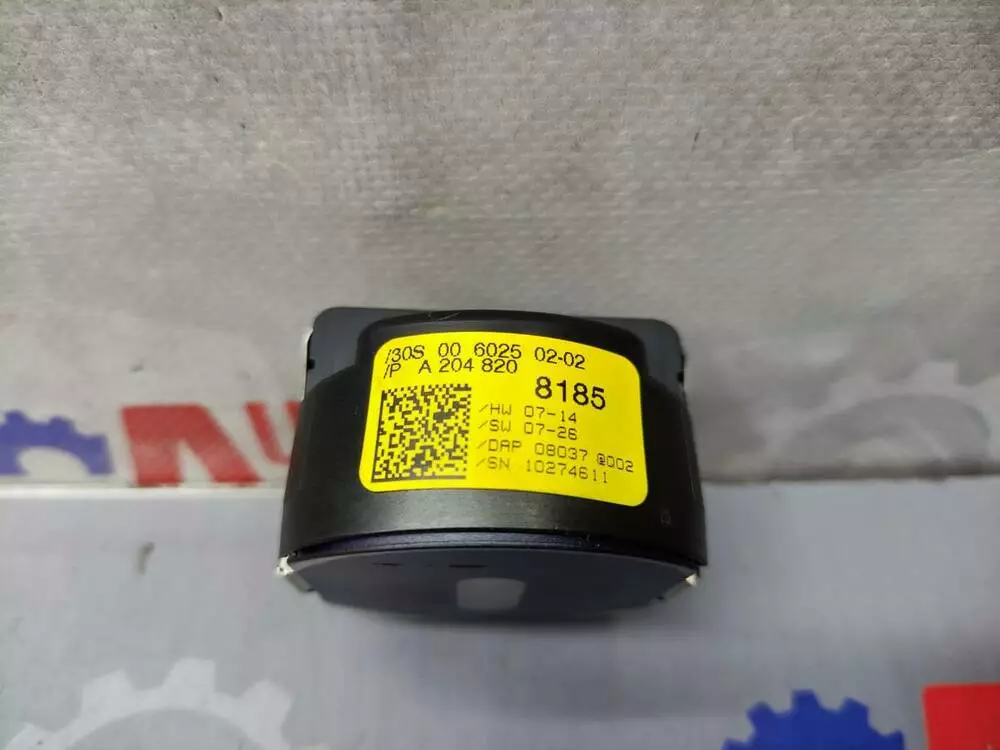 /30S 00 6025 02-02
/P A 204 820
8185
/HW 07-14
/SW 07-26
/DAP 08037 @002
/SN 10274611